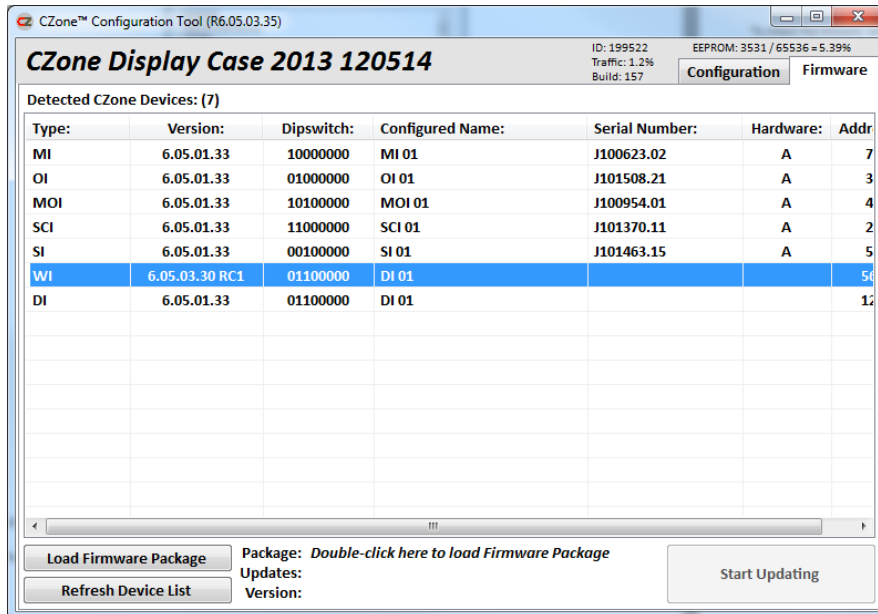 CZone™ Configuration Tool (R6.05.03.35)
CZone Display Case 2013 120514
ID: 199522
Traffic: 1.2%
Build: 157
EEPROM: 3531 / 65536 = 5.39%
Configuration Firmware
Detected CZone Devices: (7)
Type: Version: Dipswitch: Configured Name: Serial Number: Hardware: Addr
MI 6.05.01.33 10000000 MI 01 J100623.02 A 7
OI 6.05.01.33 01000000 OI 01 J101508.21 A 3
MOI 6.05.01.33 10100000 MOI 01 J100954.01 A 4
SCI 6.05.01.33 11000000 SCI 01 J101370.11 A 2
SI 6.05.01.33 00100000 SI 01 J101463.15 A 5
WI 6.05.03.30 RC1 01100000 DI 01 56
DI 6.05.01.33 01100000 DI 01 12
Load Firmware Package
Refresh Device List
Package: Double-click here to load Firmware Package
Updates:
Version:
Start Updating